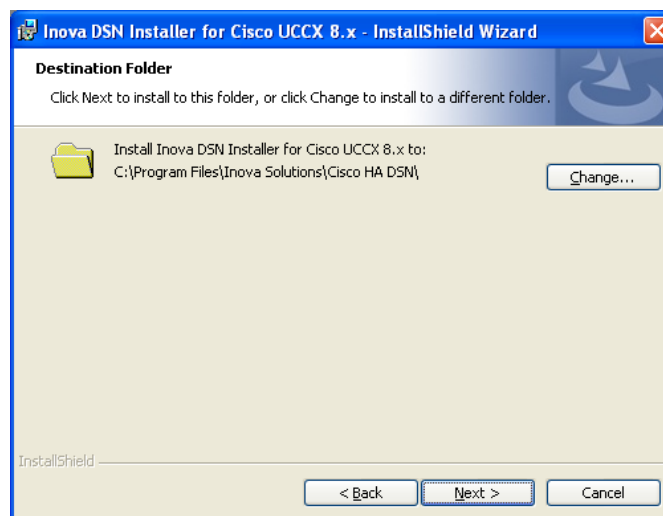 Inova DSN Installer for Cisco UCCX 8.x - InstallShield Wizard
Destination Folder
Click Next to install to this folder, or click Change to install to a different folder.
Install Inova DSN Installer for Cisco UCCX 8.x to:
C:\Program Files\Inova Solutions\Cisco HA DSN\
Change...
InstallShield
< Back
Next >
Cancel